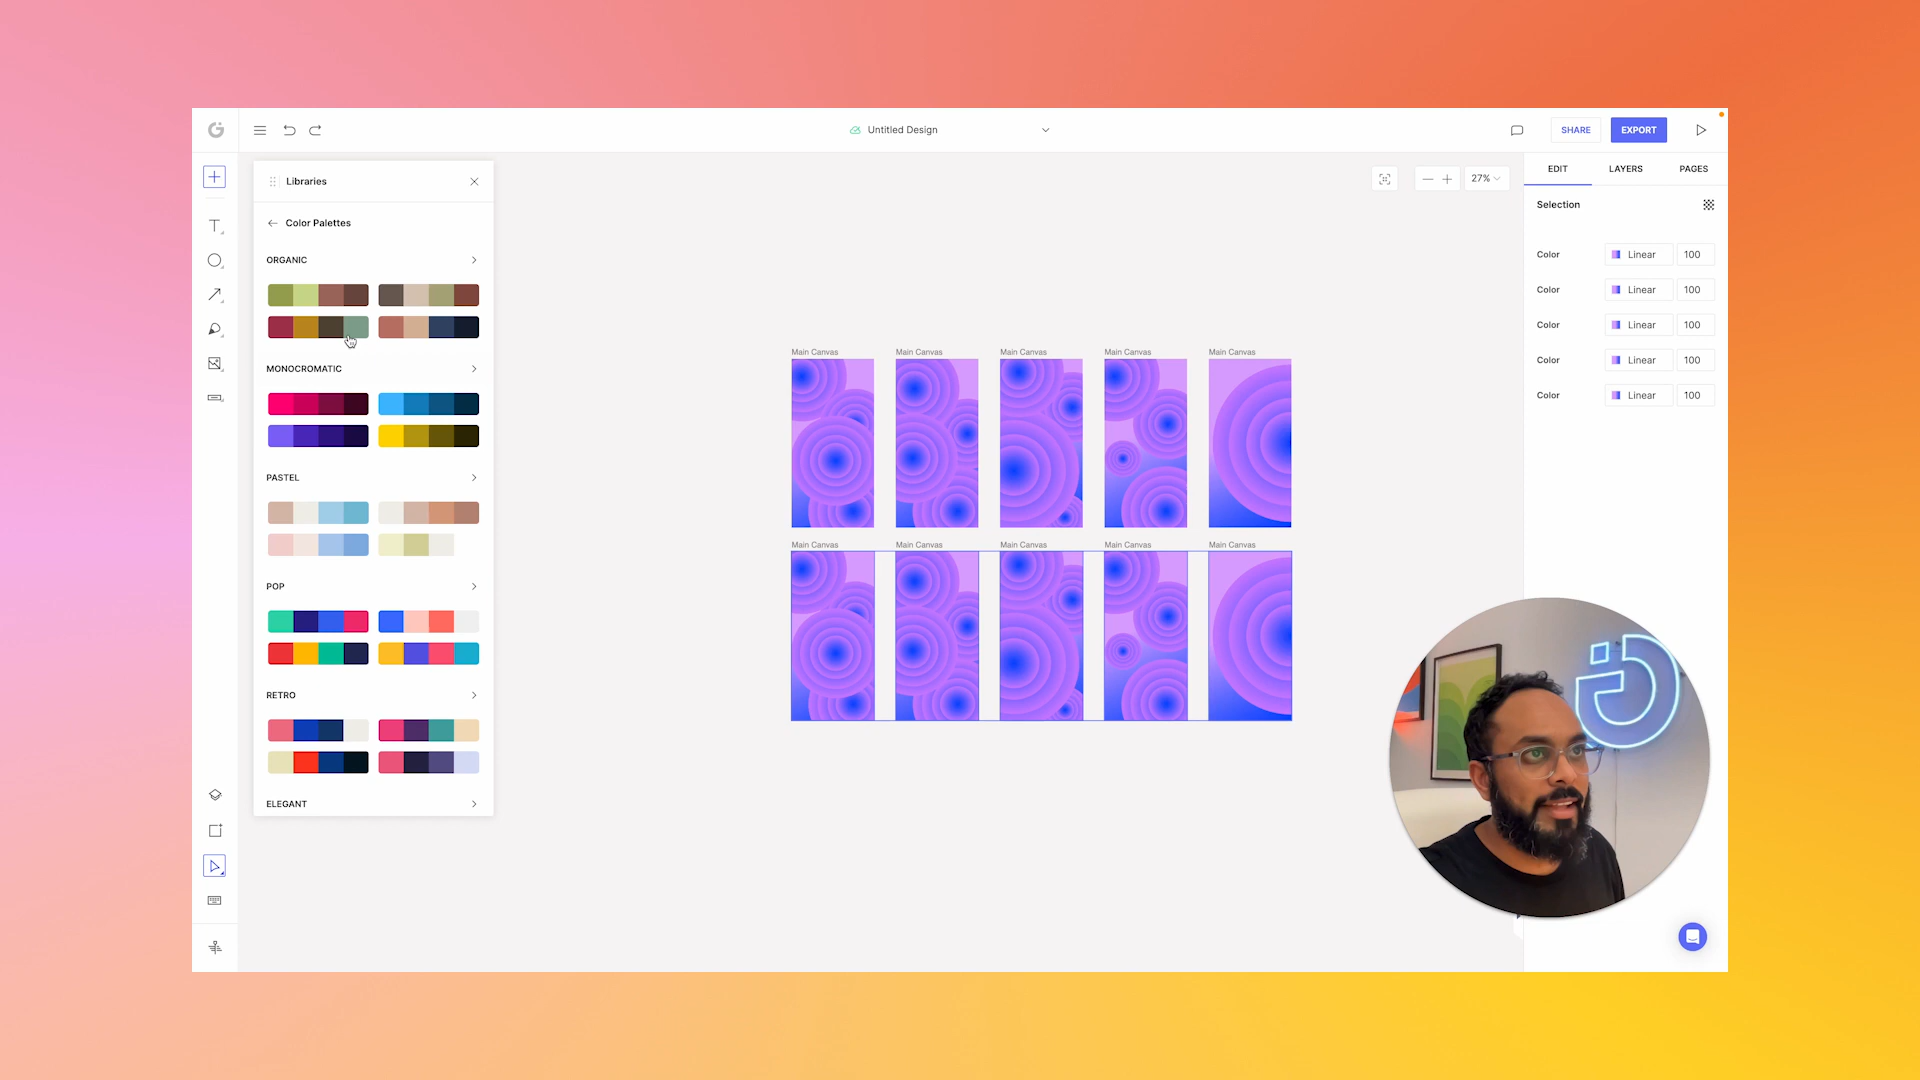 Untitled Design
SHARE
EXPORT
Libraries
Color Palettes
ORGANIC
MONOCROMATIC
PASTEL
POP
RETRO
ELEGANT
27%
Main Canvas Main Canvas Main Canvas Main Canvas Main Canvas
Main Canvas Main Canvas Main Canvas Main Canvas Main Canvas
EDIT LAYERS PAGES
Selection
Color Linear 100
Color Linear 100
Color Linear 100
Color Linear 100
Color Linear 100